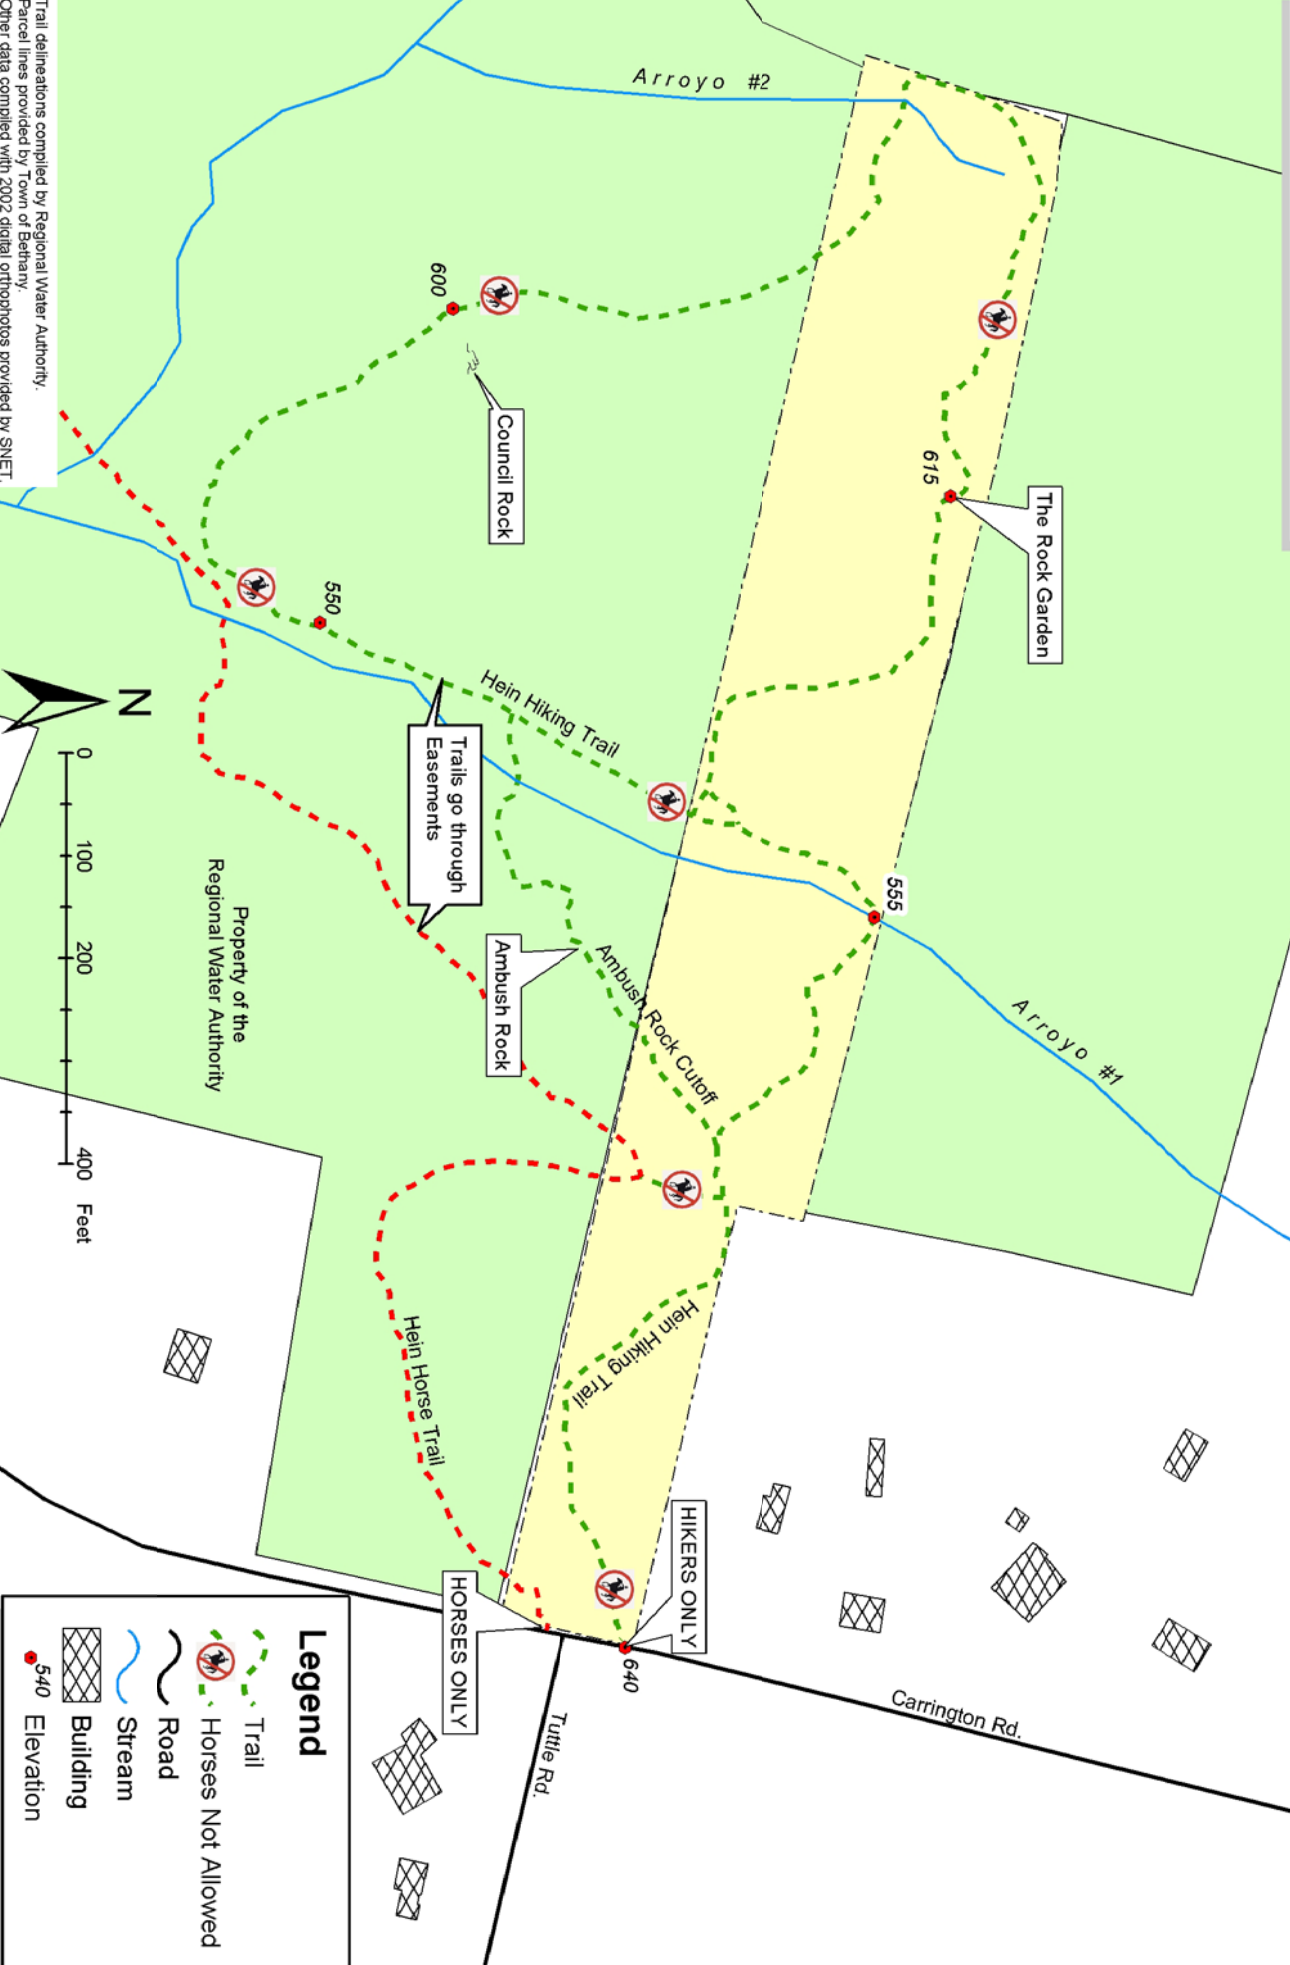 Arroyo #2
600
Council Rock
615
The Rock Garden
550
Hein Hiking Trail
Trails go through
Easements
555
Arroyo #1
Ambush Rock Cutoff
Ambush Rock
N
0
100
200
400
Feet
Property of the
Regional Water Authority
Hein Hiking Trail
Hein Horse Trail
HIKERS ONLY
HORSES ONLY
640
Carrington Rd.
Tuttle Rd.
Legend
Trail
Horses Not Allowed
Road
Stream
Building
540
Elevation
Trail delineations compiled by Regional Water Authority.
Parcel lines provided by Town of Bethany.
Other data compiled with 2002 digital orthophotos provided by SNET.